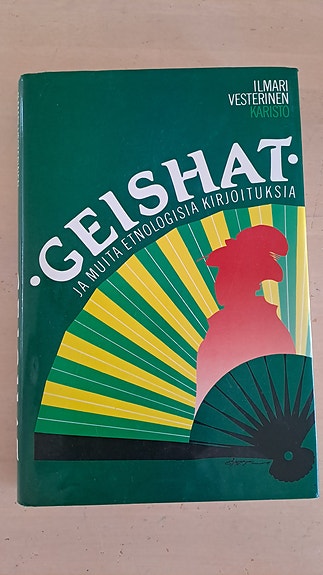 ILMARI
VESTERINEN
KARISTO
·GEISHAT·
JA MUITA ETNOLOGISIA KIRJOITUKSIA